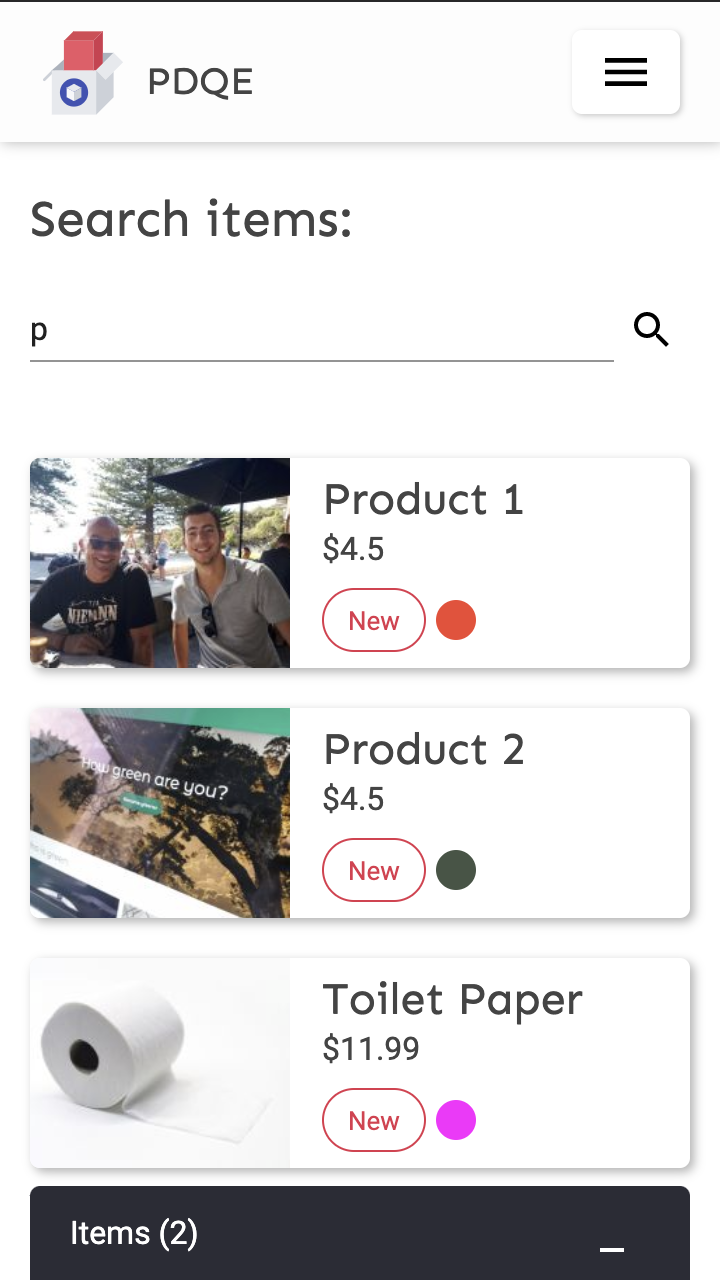 PDQE
Search items:
p
Product 1
$4.5
New
NIEMNN
Product 2
$4.5
New
How green are you?
Toilet Paper
$11.99
New
Items (2)